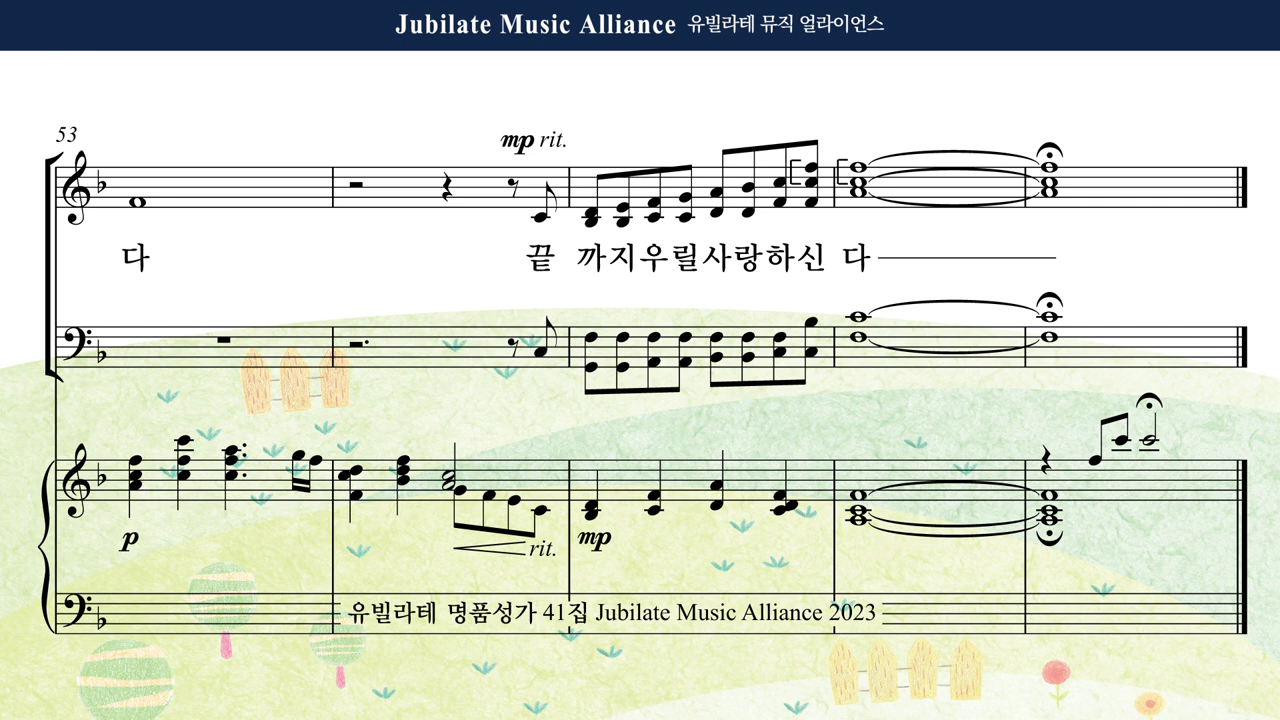 Jubilate Music Alliance 유빌라테 뮤직 얼라이언스
53
mp rit.
다 끝 까지우릴사랑하신 다
p rit. mp
유빌라테 명품성가 41집 Jubilate Music Alliance 2023